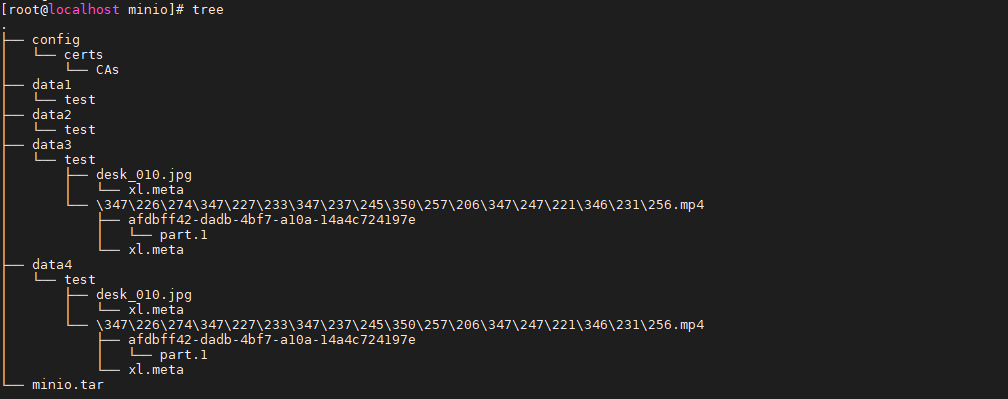 [root@localhost minio]# tree
.
├── config
│   └── certs
│       └── CAs
├── data1
│   └── test
├── data2
│   └── test
├── data3
│   └── test
│       ├── desk_010.jpg
│       │   └── xl.meta
│       └── \347\226\274\347\227\233\347\237\245\350\257\206\347\247\221\346\231\256.mp4
│           ├── afdbff42-dadb-4bf7-a10a-14a4c724197e
│           │   └── part.1
│           └── xl.meta
├── data4
│   └── test
│       ├── desk_010.jpg
│       │   └── xl.meta
│       └── \347\226\274\347\227\233\347\237\245\350\257\206\347\247\221\346\231\256.mp4
│           ├── afdbff42-dadb-4bf7-a10a-14a4c724197e
│           │   └── part.1
│           └── xl.meta
└── minio.tar